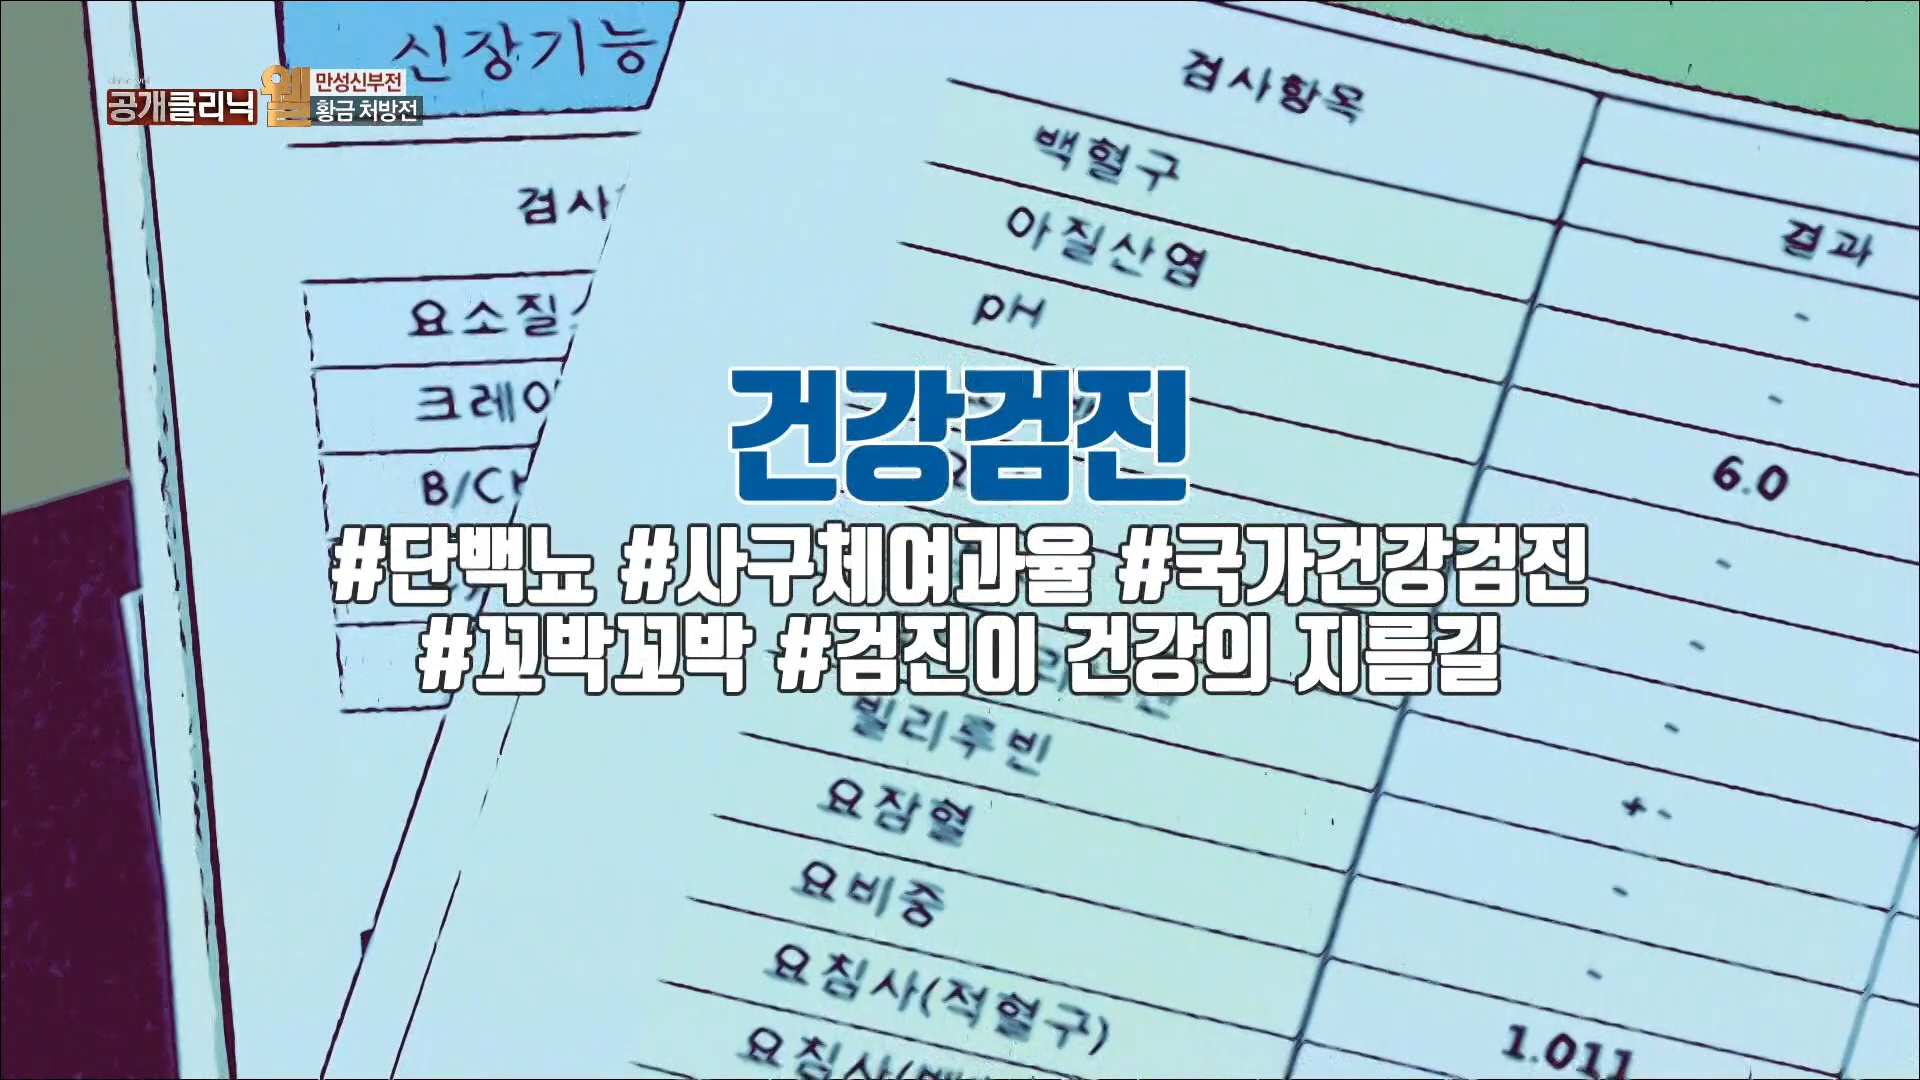 신장기능
공개클리닉 웰
만성신부전
황금 처방전
검사
요소질
크레
B/C
검사항목
결과
백혈구
-
아질산염
-
pH
6.0
건강검진
#단백뇨 #사구체여과율 #국가건강검진
#꼬박꼬박 #검진이 건강의 지름길
-
-
-
빌리루빈
+-
요잠혈
-
요비중
-
요침사(적혈구)
1.011
요침사(